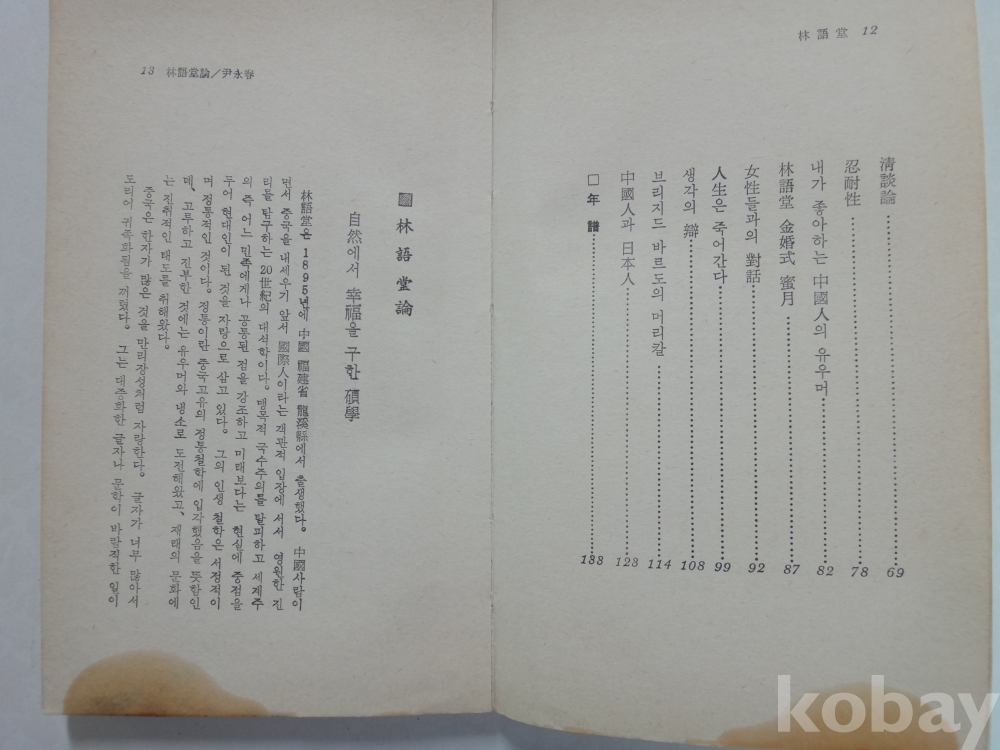 林語堂 12
淸談論 69
忍耐性 78
내가 좋아하는 中國人의 유우머 82
林語堂 金婚式 蜜月 87
女性들과의 對話 92
人生은 죽어간다 99
생각의 辯 108
브리지드 바르도의 머리칼 114
中國人과 日本人 123
□年 譜 133
13 林語堂論/尹永春
▩林語堂論
自然에서 幸福을 구한 碩學
林語堂은 1895년에 中國 福建省 龍溪縣에서 출생했다. 中國사람이
면서 중국을 내세우기 앞서 國際人이라는 객관적 입장에 서서 영원한 진
리를 탐구하는 20世紀의 대석학이다. 맹목적 국수주의를 탈피하고 세계주
의 즉 어느 민족에게나 공통된 점을 강조하고 미래보다는 현실에 중점을
두어 현대인이 된 것을 자랑으로 삼고 있다. 그의 인생 철학은 서정적이
며 정통적인 것이다. 정통이란 중국고유의 정통철학에 입각했음을 뜻함인
데, 고루하고 진부한 것에는 유우머와 냉소로 도전해왔고, 재래의 문화에
는 진취적인 태도를 취해왔다.
중국은 한자가 많은 것을 만리장성처럼 자랑한다. 글자가 너무 많아서
도리어 귀족화됨을 꺼렸다. 그는 대중화한 글자나 문학이 바람직한 일이
kobay